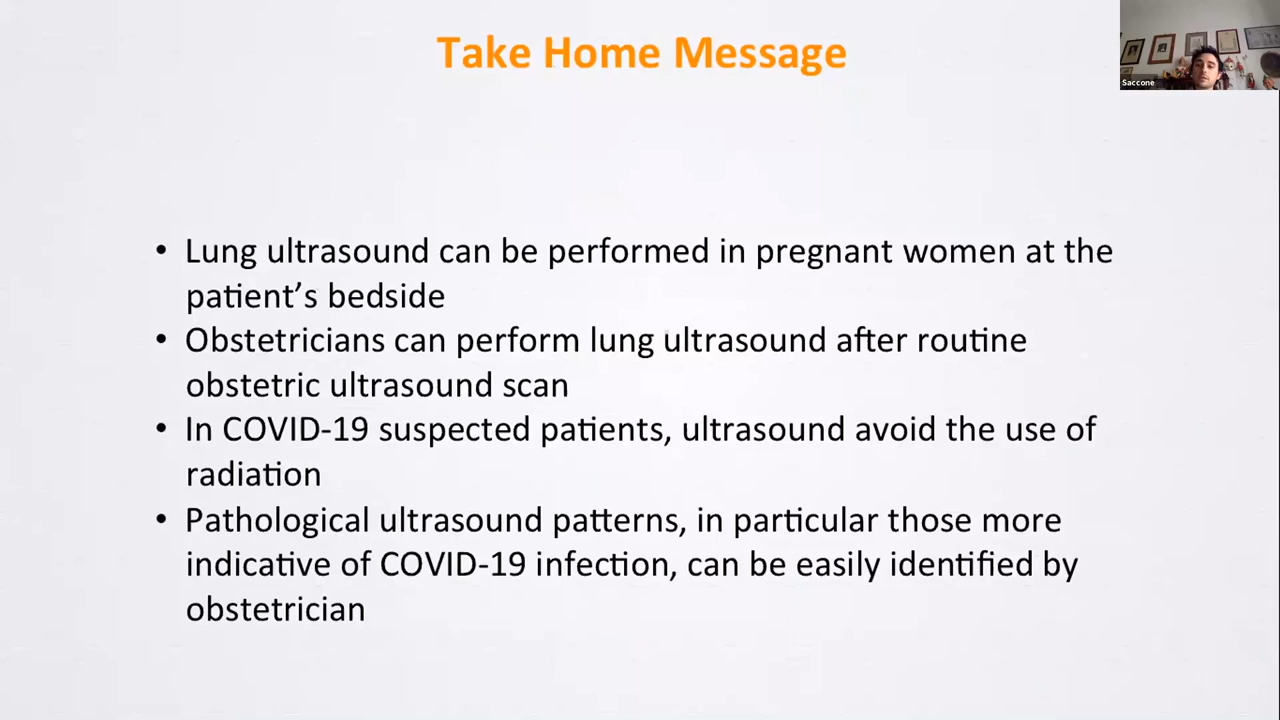 Take Home Message
Saccone
• Lung ultrasound can be performed in pregnant women at the
patient’s bedside
• Obstetricians can perform lung ultrasound after routine
obstetric ultrasound scan
• In COVID-19 suspected patients, ultrasound avoid the use of
radiation
• Pathological ultrasound patterns, in particular those more
indicative of COVID-19 infection, can be easily identified by
obstetrician